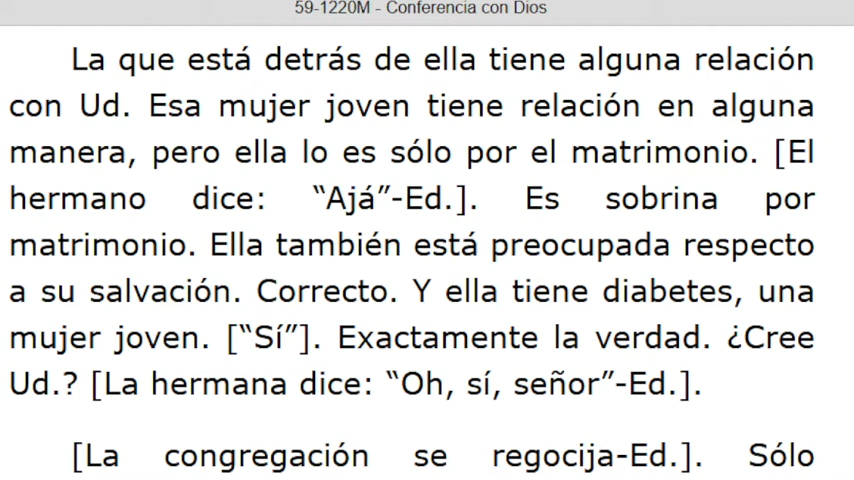 59-1220M - Conferencia con Dios
La que está detrás de ella tiene alguna relación
con Ud. Esa mujer joven tiene relación en alguna
manera, pero ella lo es sólo por el matrimonio. [El
hermano dice: “Ajá”-Ed.]. Es sobrina por
matrimonio. Ella también está preocupada respecto
a su salvación. Correcto. Y ella tiene diabetes, una
mujer joven. [“Sí”]. Exactamente la verdad. ¿Cree
Ud.? [La hermana dice: “Oh, sí, señor”-Ed.].
[La congregación se regocija-Ed.]. Sólo